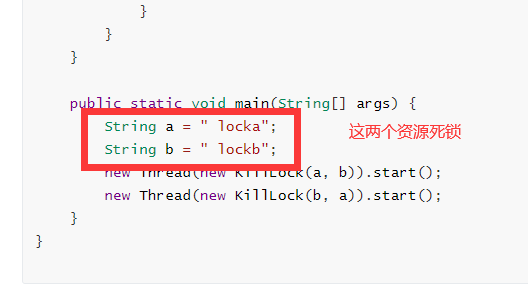 }
}
}
public static void main(String[] args) {
String a = " locka";
这两个资源死锁
String b = " lockb";
new Thread(new KillLock(a, b)).start();
new Thread(new KillLock(b, a)).start();
}
}